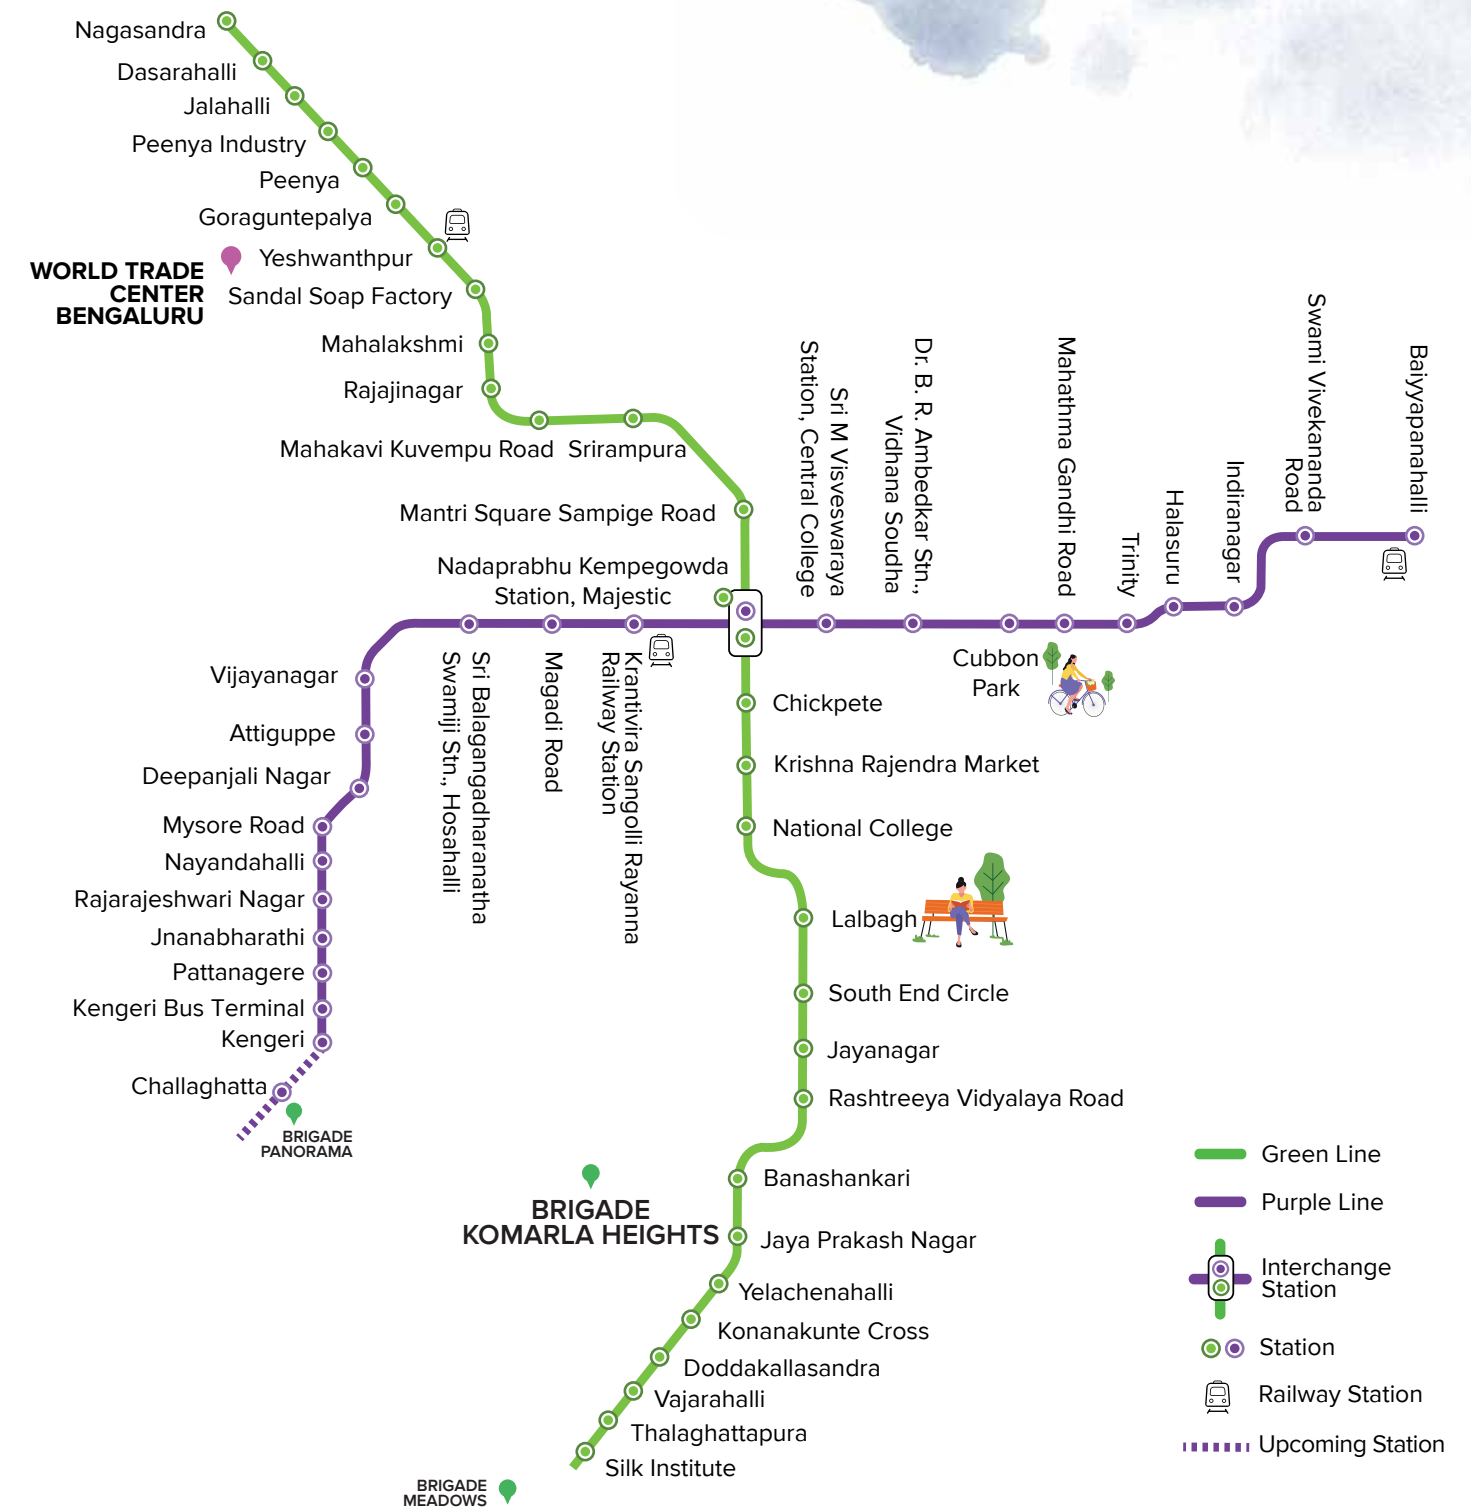 Nagasandra
Dasarahalli
Jalahalli
Peenya Industry
Peenya
Goraguntepalya
Yeshwanthpur
WORLD TRADE
CENTER
BENGALURU
Sandal Soap Factory
Mahalakshmi
Rajajinagar
Mahakavi Kuvempu Road
Srirampura
Mantri Square Sampige Road
Nadaprabhu Kempegowda
Station, Majestic
Sri M Visveswaraya
Station, Central College
Dr. B. R. Ambedkar Stn.,
Vidhana Soudha
Cubbon
Park
Mahathma Gandhi Road
Trinity
Halasuru
Indiranagar
Swami Vivekananda
Road
Baiyyapanahalli
Krantivira Sangolli Rayanna
Railway Station
Magadi Road
Sri Balagangadharanatha
Swamiji Stn., Hosahalli
Vijayanagar
Attiguppe
Deepanjali Nagar
Mysore Road
Nayandahalli
Rajarajeshwari Nagar
Jnanabharathi
Pattanagere
Kengeri Bus Terminal
Kengeri
Challaghatta
BRIGADE
PANORAMA
Chickpete
Krishna Rajendra Market
National College
Lalbagh
South End Circle
Jayanagar
Rashtreeya Vidyalaya Road
Banashankari
BRIGADE
KOMARLA HEIGHTS
Jaya Prakash Nagar
Yelachenahalli
Konanakunte Cross
Doddakallasandra
Vajarahalli
Thalaghattapura
Silk Institute
BRIGADE
MEADOWS
Green Line
Purple Line
Interchange
Station
Station
Railway Station
Upcoming Station